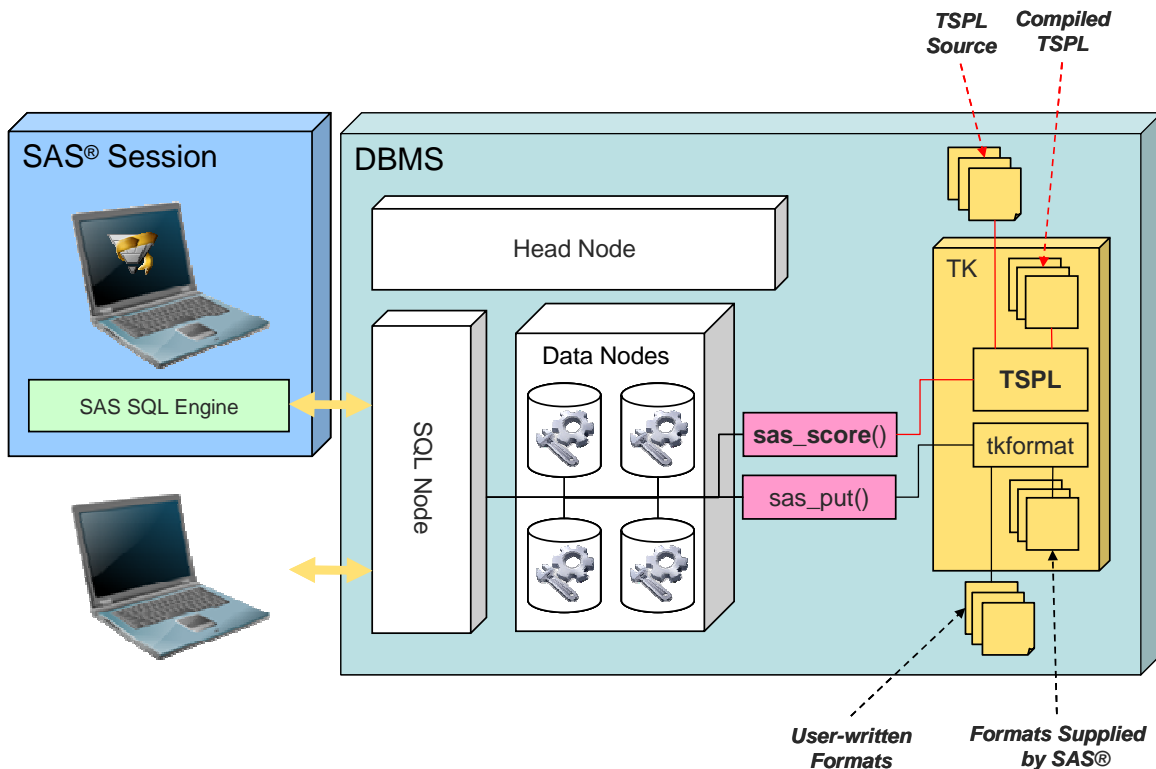 TSPL
Source
Compiled
TSPL
SAS® Session
DBMS
Head Node
TK
Data Nodes
TSPL
SAS SQL Engine
SQL Node
sas_score()
tkformat
sas_put()
User-written
Formats
Formats Supplied
by SAS®